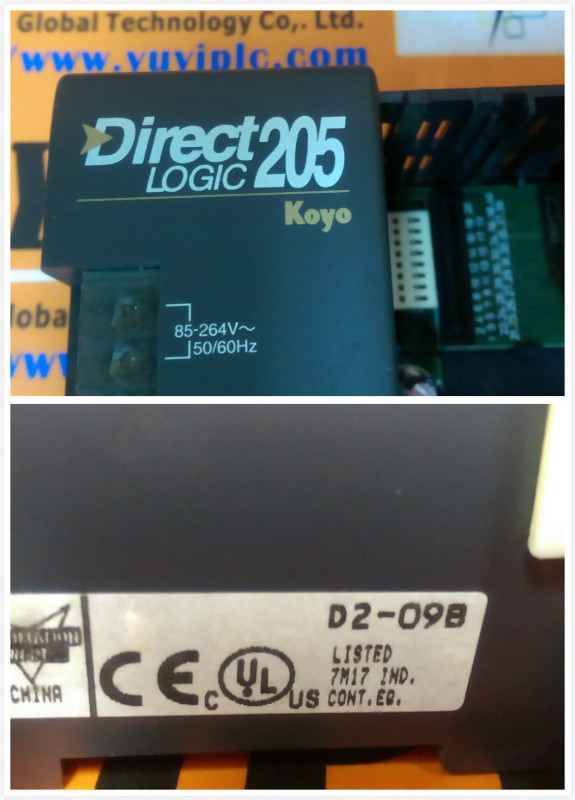 Global Technology Co,. Ltd.
www.yuyiplc.com
Direct
LOGIC 205
Koyo
85-264V~
50/60Hz
D2-09B
LISTED
7M17 IND.
CONT.EQ.
CE
C UL US
CHINA